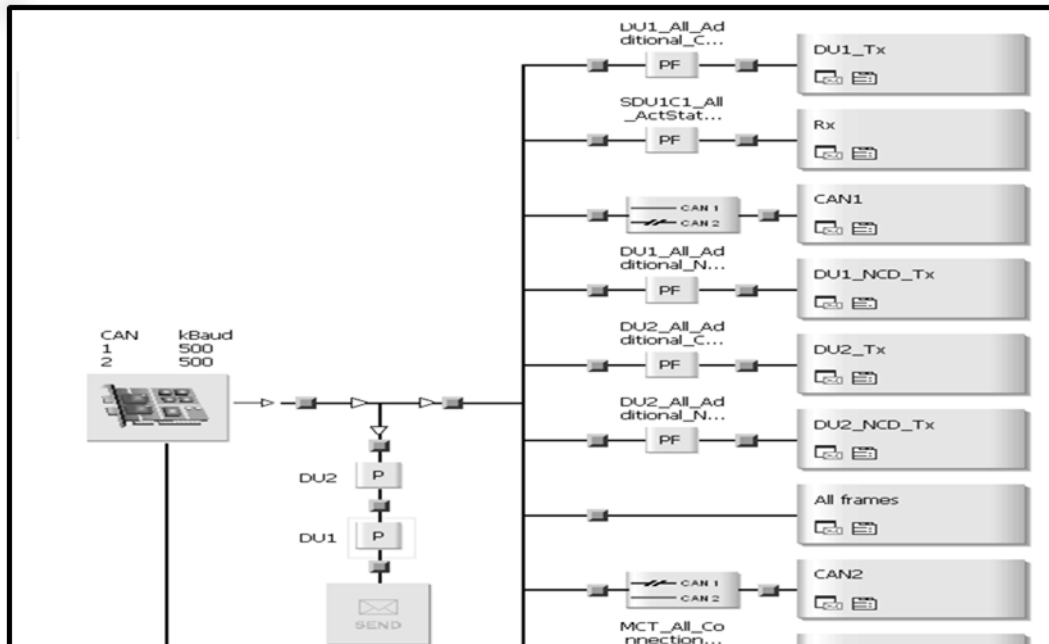 DU1_All_Ad
ditional_C...
PF
DU1_Tx
SDU1C1_All
_ActStat...
PF
Rx
CAN 1
CAN 2
CAN1
DU1_All_Ad
ditional_N...
PF
DU1_NCD_Tx
CAN kBaud
1 500
2 500
DU2_All_Ad
ditional_C...
PF
DU2_Tx
DU2_All_Ad
ditional_N...
PF
DU2_NCD_Tx
DU2
P
DU1
P
SEND
All frames
CAN 1
CAN 2
CAN2
MCT_All_Co
nnection...